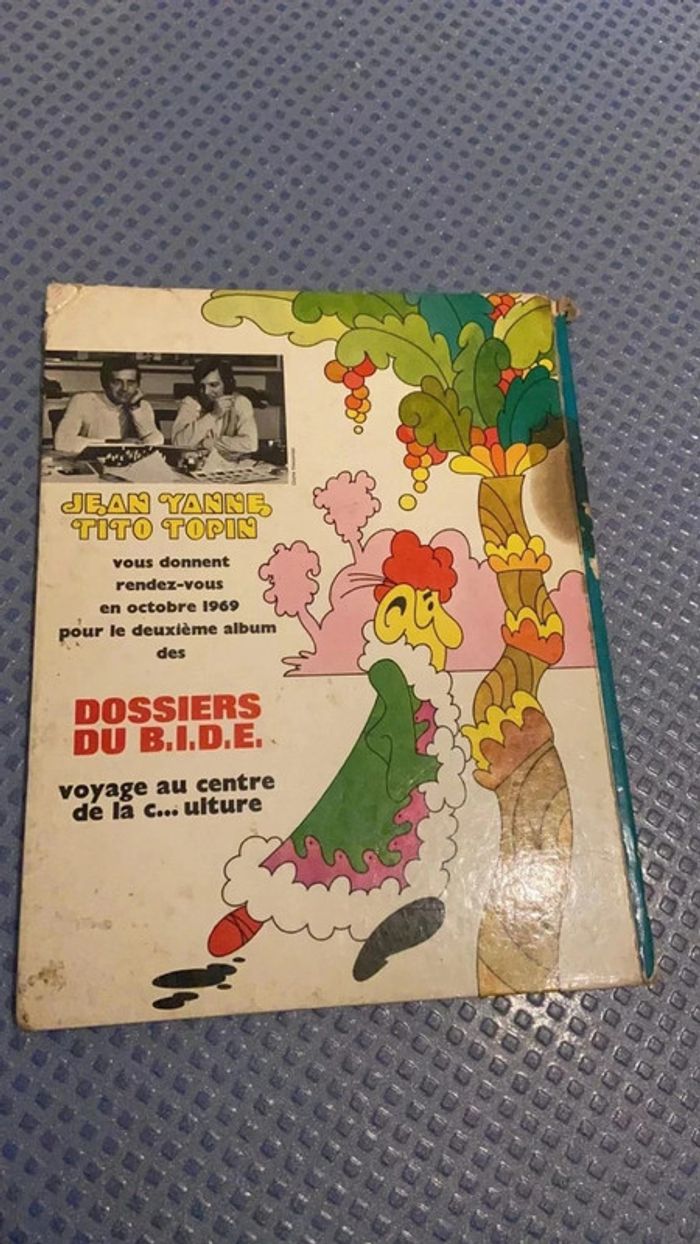 JEAN YANNE,
TITO TOPIN
vous donnent
rendez-vous
en octobre 1969
pour le deuxième album
des
DOSSIERS
DU B.I.D.E.
voyage au centre
de la c... ulture